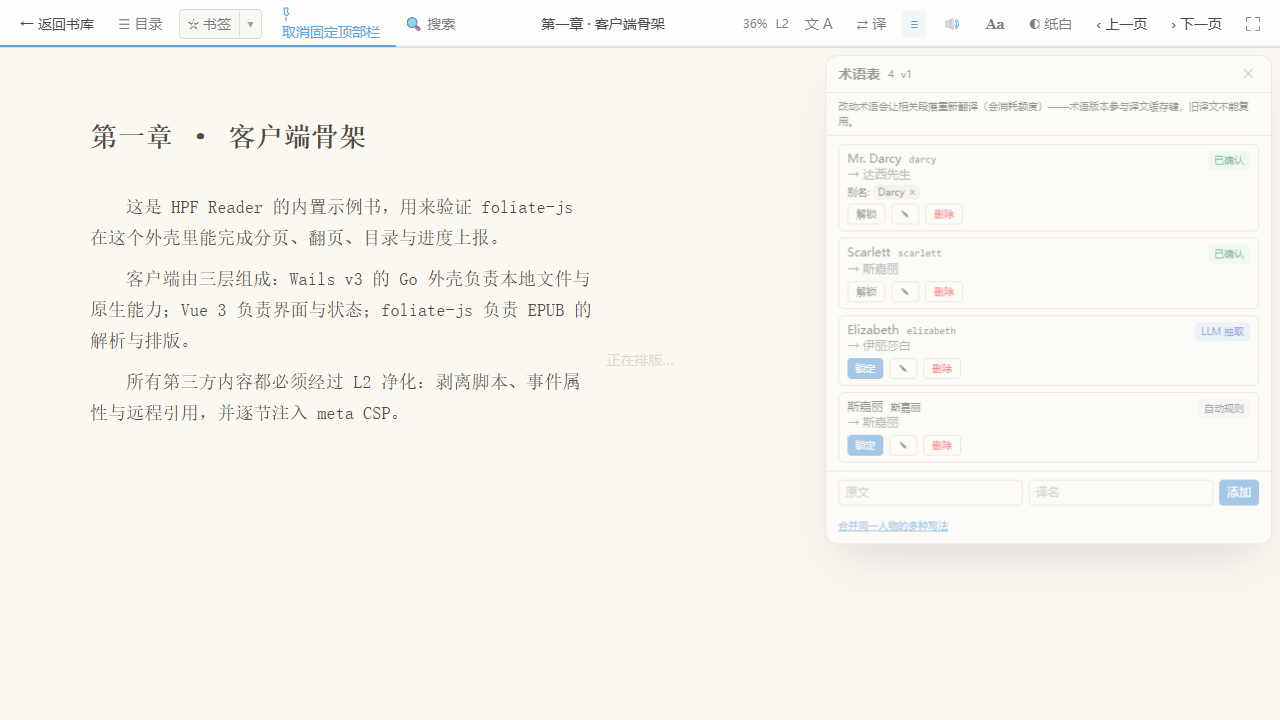 ← 返回书库
☰ 目录
☆ 书签 ▾
取消固定顶部栏
🔍 搜索
第一章 · 客户端骨架
36% L2
文 A
⇄ 译
☰
🔊
Aa
◐ 纸白
‹ 上一页
› 下一页
第一章 · 客户端骨架
这是 HPF Reader 的内置示例书，用来验证 foliate-js
在这个外壳里能完成分页、翻页、目录与进度上报。
客户端由三层组成：Wails v3 的 Go 外壳负责本地文件与
原生能力；Vue 3 负责界面与状态；foliate-js 负责 EPUB 的
解析与排版。
所有第三方内容都必须经过 L2 净化：剥离脚本、事件属
性与远程引用，并逐节注入 meta CSP。
正在排版…
术语表 4 v1 ×
改动术语会让相关段落重新翻译（会消耗额度）——术语版本参与译文缓存键，旧译文不能复
用。
Mr. Darcy darcy 已确认
→ 达西先生
别名: Darcy ×
解锁 删除
Scarlett scarlett 已确认
→ 斯嘉丽
解锁 删除
Elizabeth elizabeth LLM 抽取
→ 伊丽莎白
锁定 删除
斯嘉丽 斯嘉丽 自动规则
→ 斯嘉丽
锁定 删除
原文 译名 添加
合并同一人物的多种写法